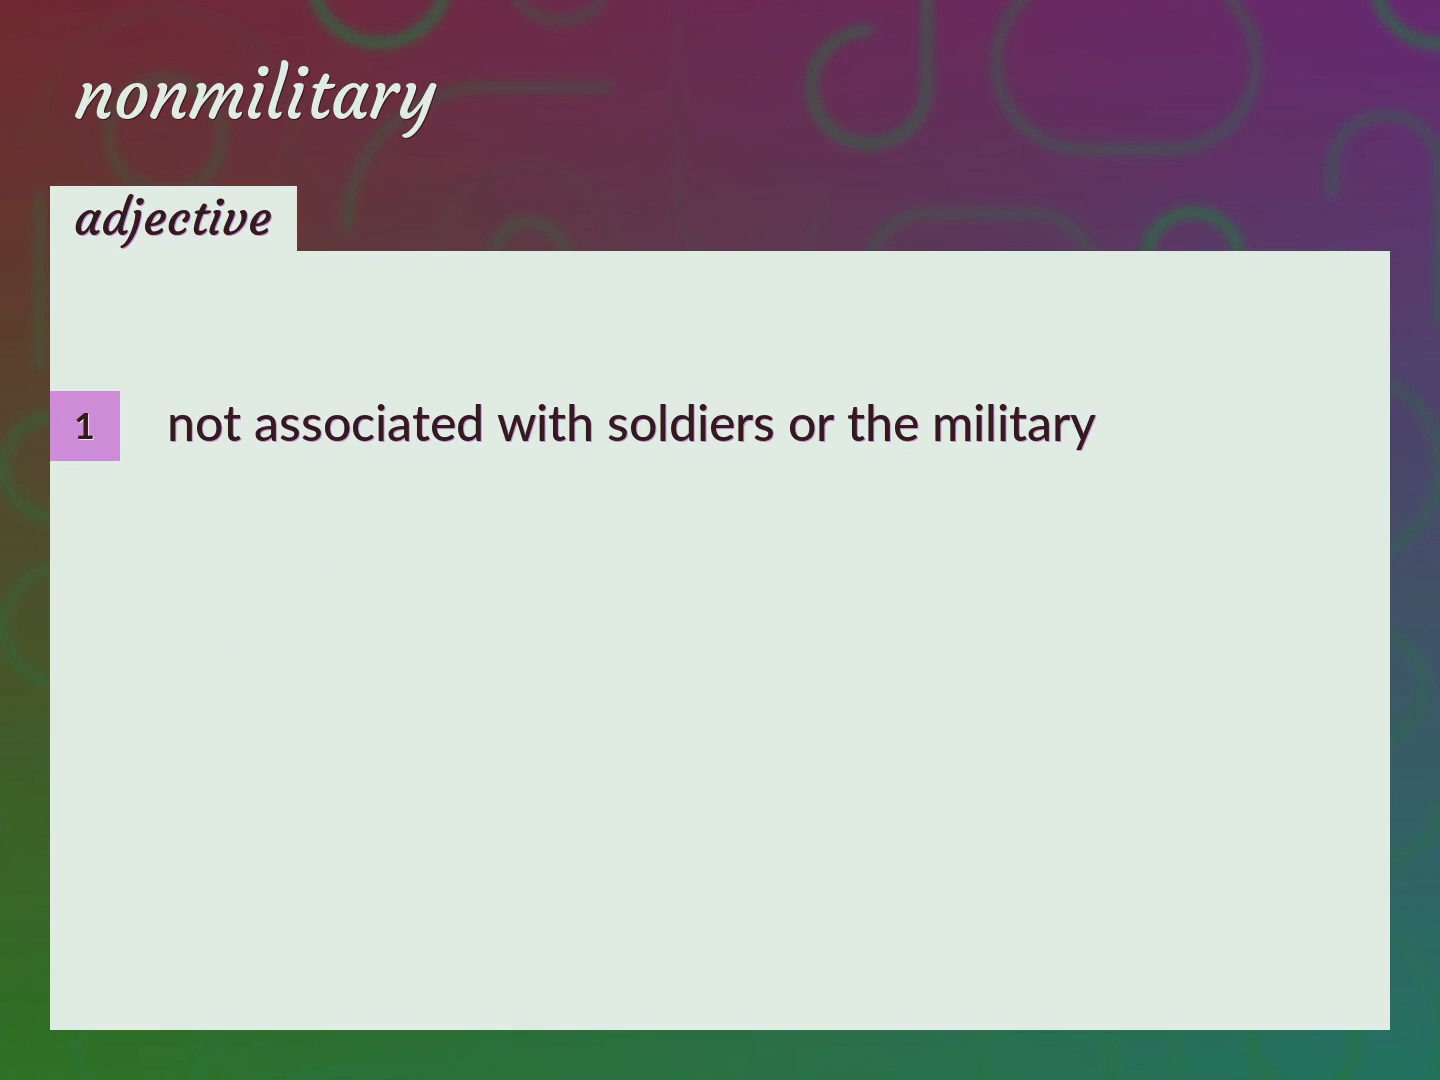 nonmilitary
adjective
1 not associated with soldiers or the military